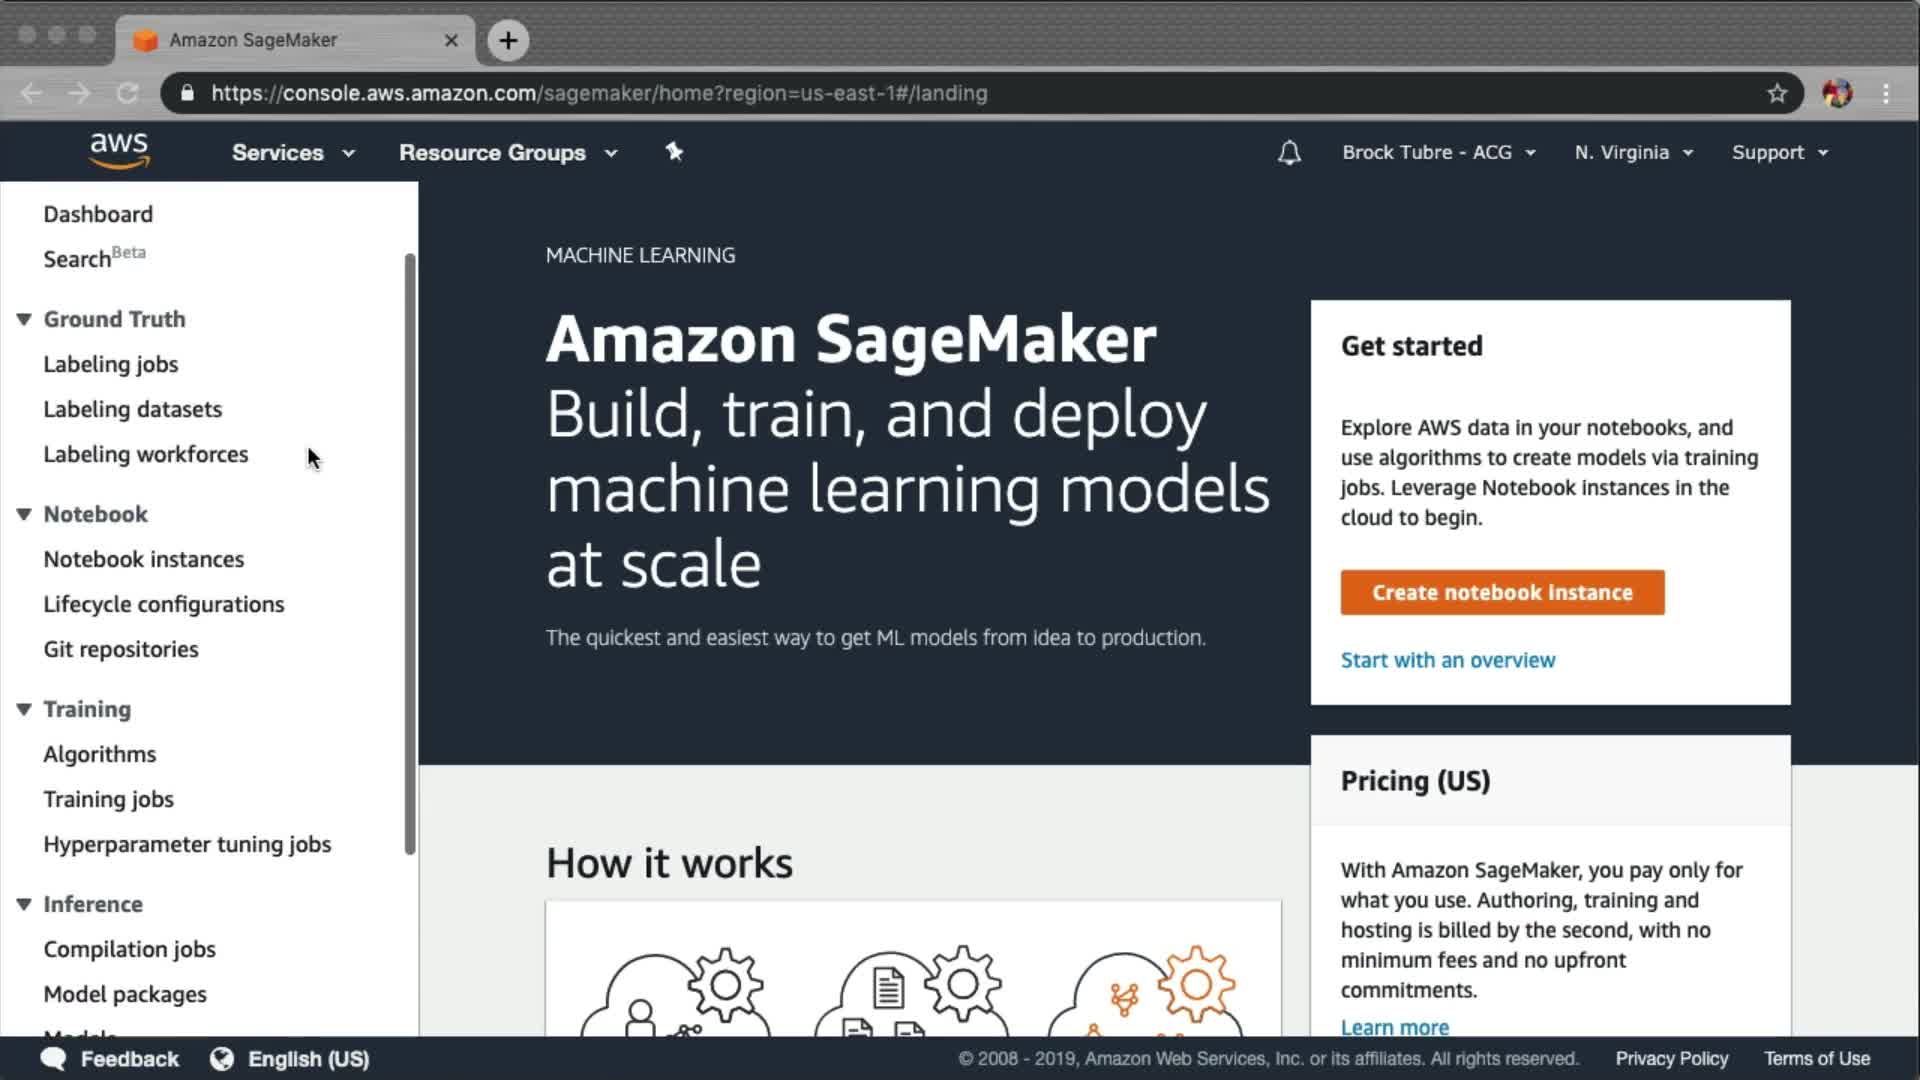 Amazon SageMaker
https://console.aws.amazon.com/sagemaker/home?region=us-east-1#/landing
aws
Services
Resource Groups
Brock Tubre - ACG
N. Virginia
Support
Dashboard
Search Beta
Ground Truth
Labeling jobs
Labeling datasets
Labeling workforces
Notebook
Notebook instances
Lifecycle configurations
Git repositories
Training
Algorithms
Training jobs
Hyperparameter tuning jobs
Inference
Compilation jobs
Model packages
Models
MACHINE LEARNING
Amazon SageMaker
Build, train, and deploy
machine learning models
at scale
The quickest and easiest way to get ML models from idea to production.
Get started
Explore AWS data in your notebooks, and
use algorithms to create models via training
jobs. Leverage Notebook instances in the
cloud to begin.
Create notebook instance
Start with an overview
How it works
Pricing (US)
With Amazon SageMaker, you pay only for
what you use. Authoring, training and
hosting is billed by the second, with no
minimum fees and no upfront
commitments.
Learn more
Feedback
English (US)
© 2008 - 2019, Amazon Web Services, Inc. or its affiliates. All rights reserved.
Privacy Policy
Terms of Use